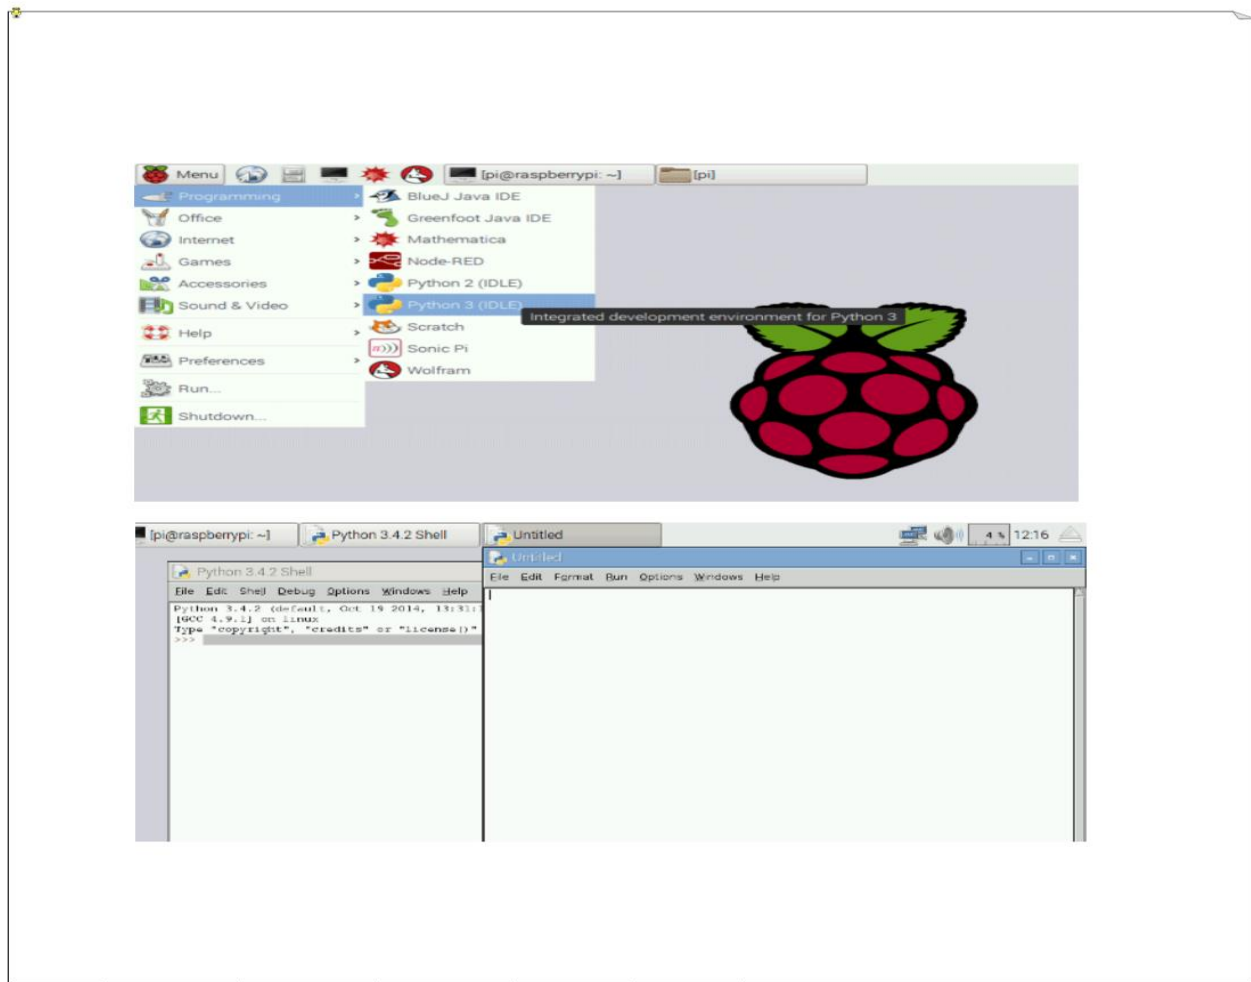 Menu [pi@raspberrypi: ~] [pi]
Programming
Office
Internet
Games
Accessories
Sound & Video
Help
Preferences
Run...
Shutdown...
BlueJ Java IDE
Greenfoot Java IDE
Mathematica
Node-RED
Python 2 (IDLE)
Python 3 (IDLE)
Integrated development environment for Python 3
Scratch
Sonic Pi
Wolfram
[pi@raspberrypi: ~] Python 3.4.2 Shell Untitled 4 % 12:16
Python 3.4.2 Shell
File Edit Shell Debug Options Windows Help
Python 3.4.2 (default, Oct 19 2014, 13:31:1
[GCC 4.9.1] on linux
Type "copyright", "credits" or "license()"
>>>
Untitled
File Edit Format Run Options Windows Help